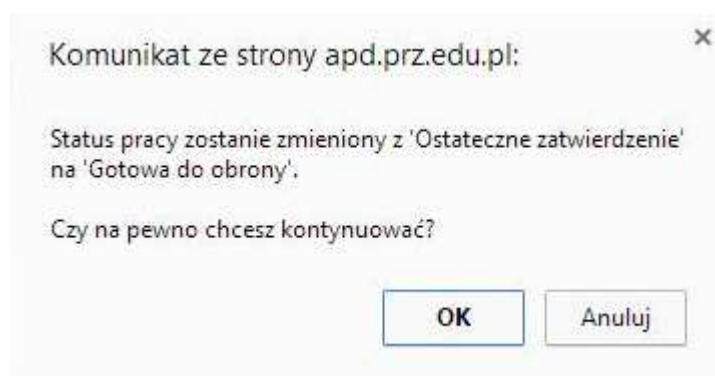 Komunikat ze strony apd.prz.edu.pl:
Status pracy zostanie zmieniony z 'Ostateczne zatwierdzenie'
na 'Gotowa do obrony'.
Czy na pewno chcesz kontynuować?
OK
Anuluj